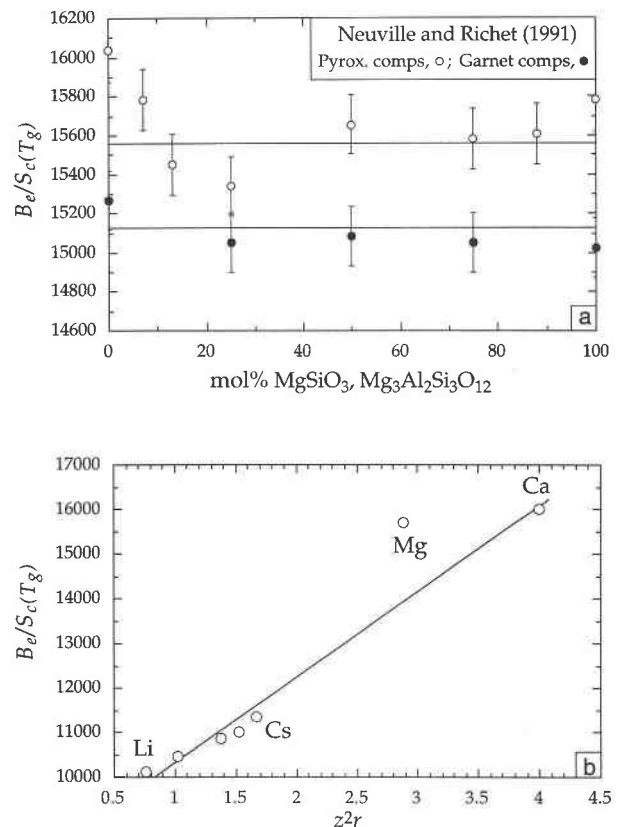 16200
16000
15800
15600
15400
15200
15000
14800
14600
Be/Sc(Tg)
Neuville and Richet (1991)
Pyrox. comps, ○; Garnet comps, ●
a
0 20 40 60 80 100
mol% MgSiO3, Mg3Al2Si3O12
17000
16000
15000
14000
13000
12000
11000
10000
Be/Sc(Tg)
Ca
Mg
Li
Cs
b
0.5 1 1.5 2 2.5 3 3.5 4 4.5
z²r